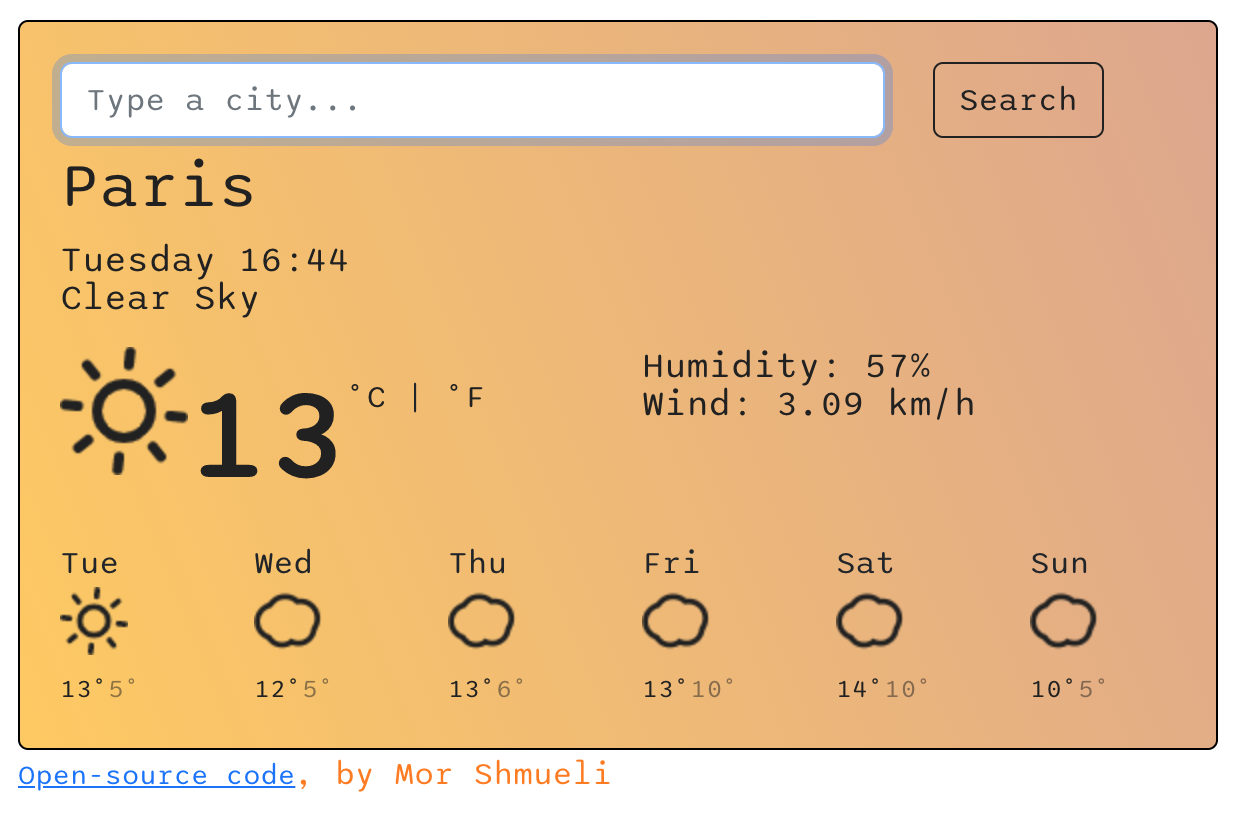 Type a city...
Search
Paris
Tuesday 16:44
Clear Sky
13 °C | °F
Humidity: 57%
Wind: 3.09 km/h
Tue Wed Thu Fri Sat Sun
13°5° 12°5° 13°6° 13°10° 14°10° 10°5°
Open-source code, by Mor Shmueli